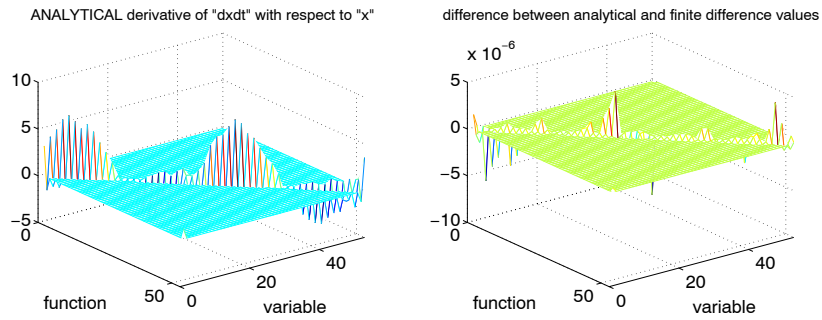 ANALYTICAL derivative of "dxdt" with respect to "x"
10
5
0
−5
0
50
function
0
20
40
variable
difference between analytical and finite difference values
x 10−6
5
0
−5
−10
0
50
function
0
20
40
variable